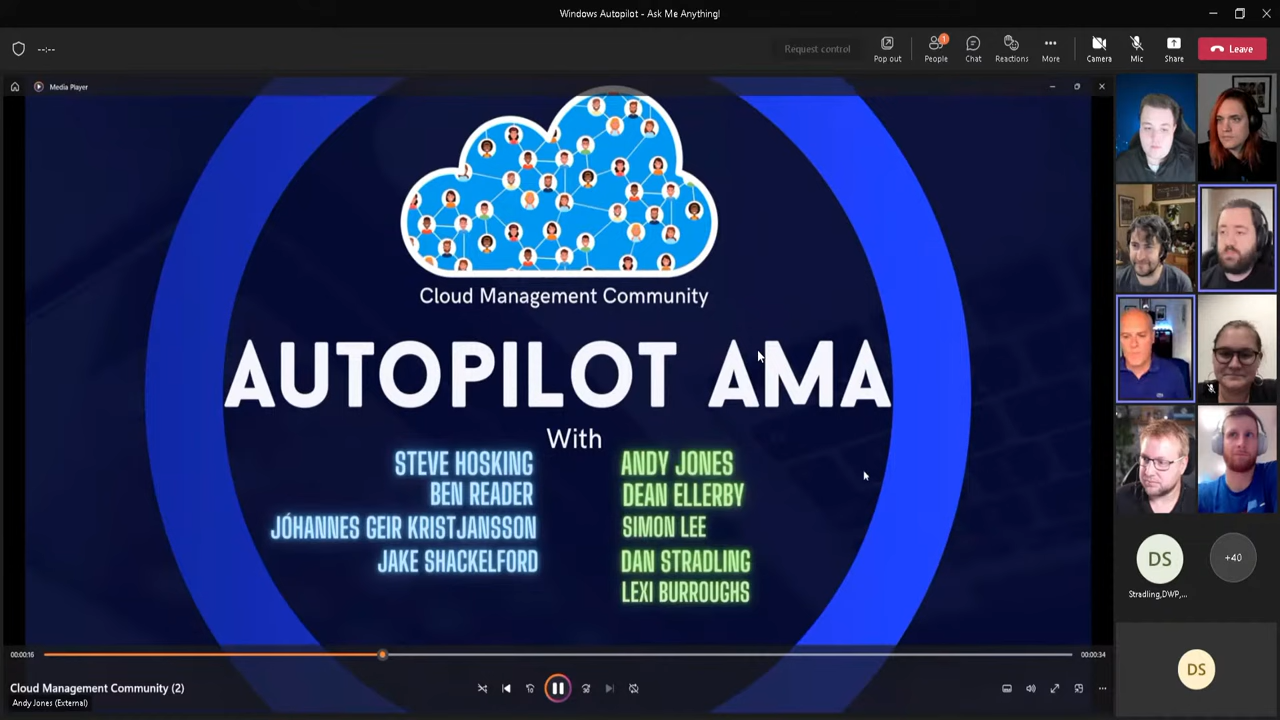 Windows Autopilot - Ask Me Anything!
--:--
Request control
Pop out
People
1
Chat
Reactions
More
Camera
Mic
Share
Leave
Media Player
Cloud Management Community
AUTOPILOT AMA
With
STEVE HOSKING
BEN READER
JÓHANNES GEIR KRISTJANSSON
JAKE SHACKELFORD
ANDY JONES
DEAN ELLERBY
SIMON LEE
DAN STRADLING
LEXI BURROUGHS
DS
Stradling,DWP,...
+40
DS
00:00:16
00:00:34
Cloud Management Community (2)
Andy Jones (External)